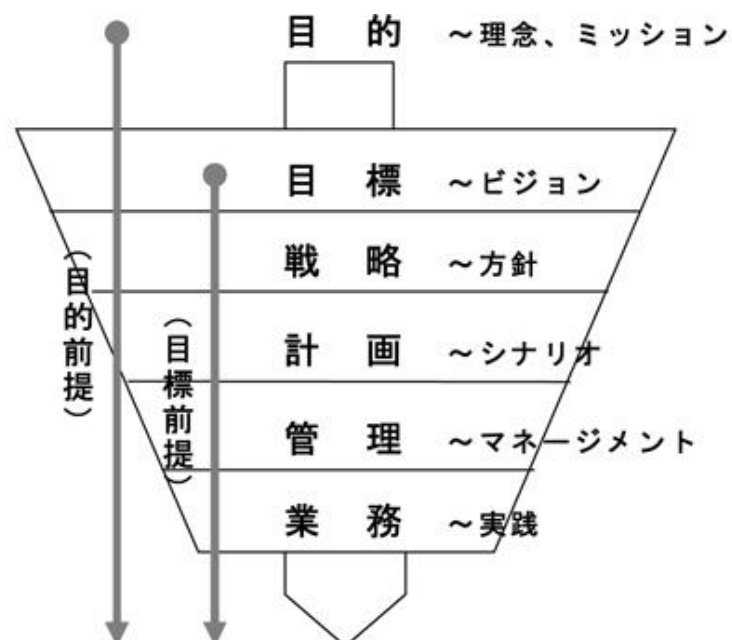 目 的 ～理念、ミッション
目 標 ～ビジョン
戦 略 ～方針
計 画 ～シナリオ
管 理 ～マネージメント
業 務 ～実践
（目的前提）
（目標前提）